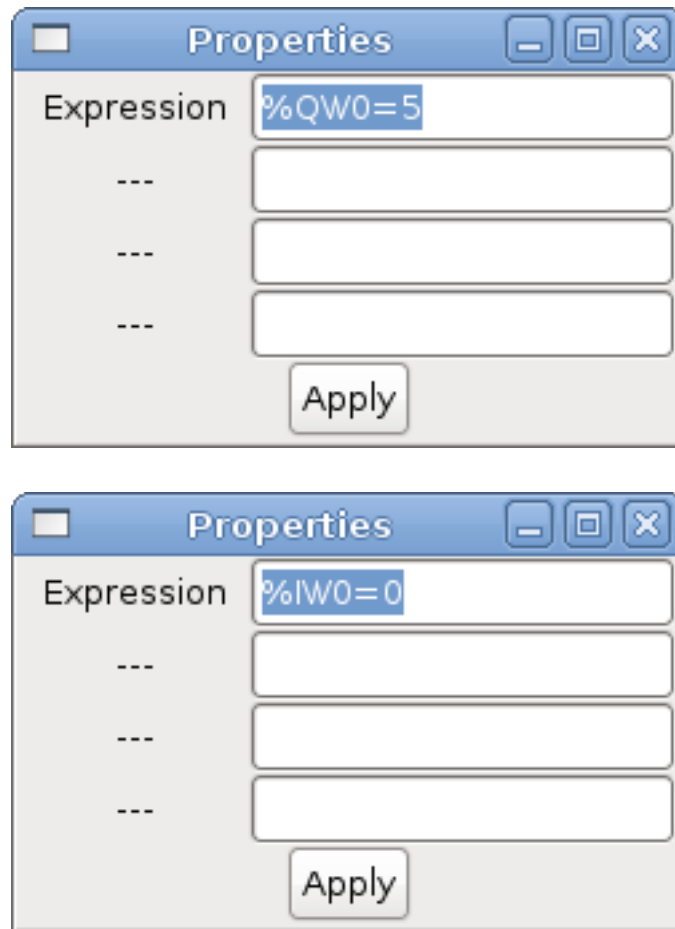 Properties
Expression %QW0=5
---
---
---
Apply
Properties
Expression %IW0=0
---
---
---
Apply